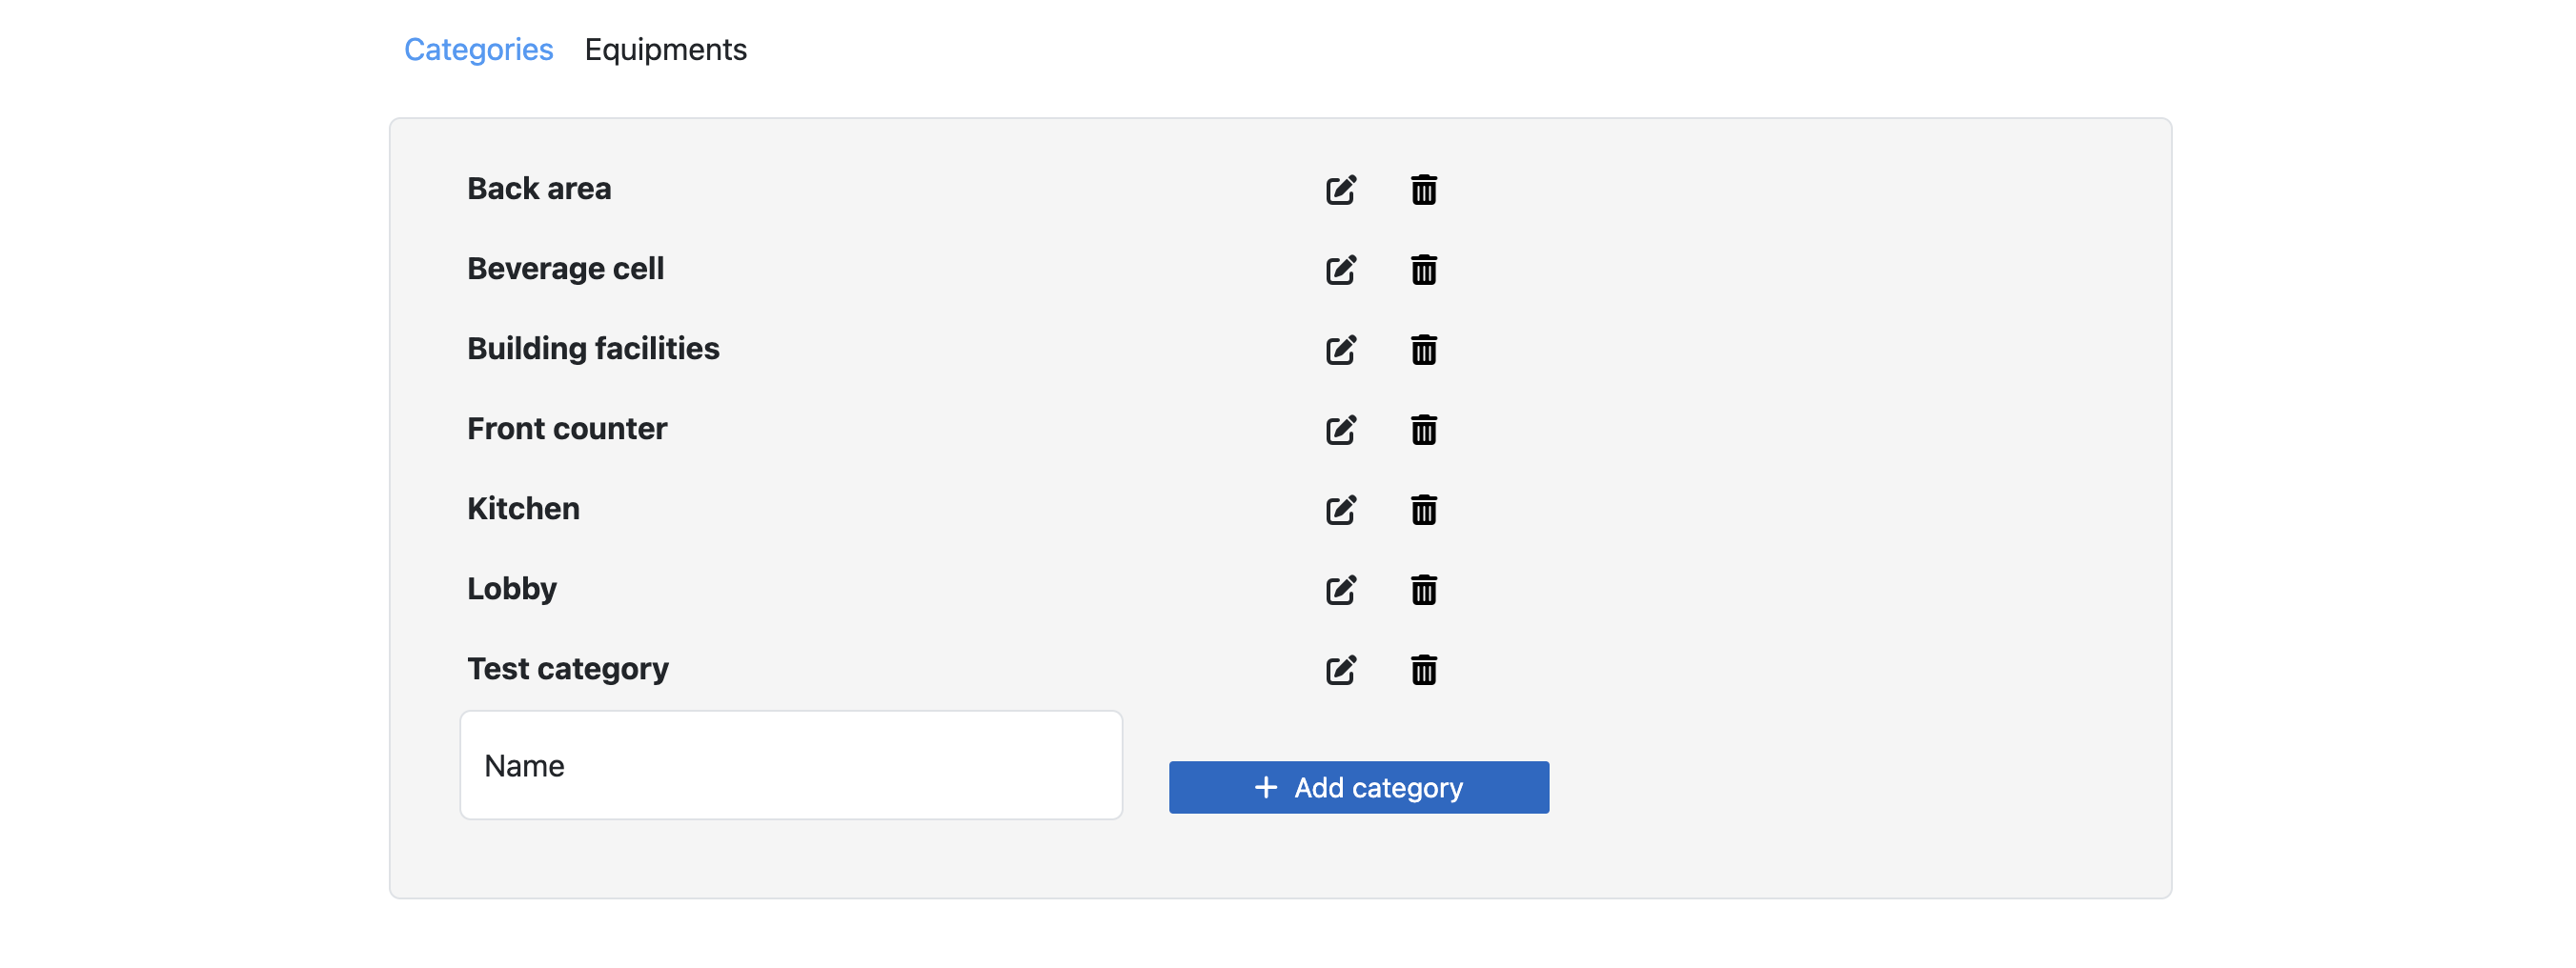 Categories Equipments
Back area
Beverage cell
Building facilities
Front counter
Kitchen
Lobby
Test category
Name
+ Add category